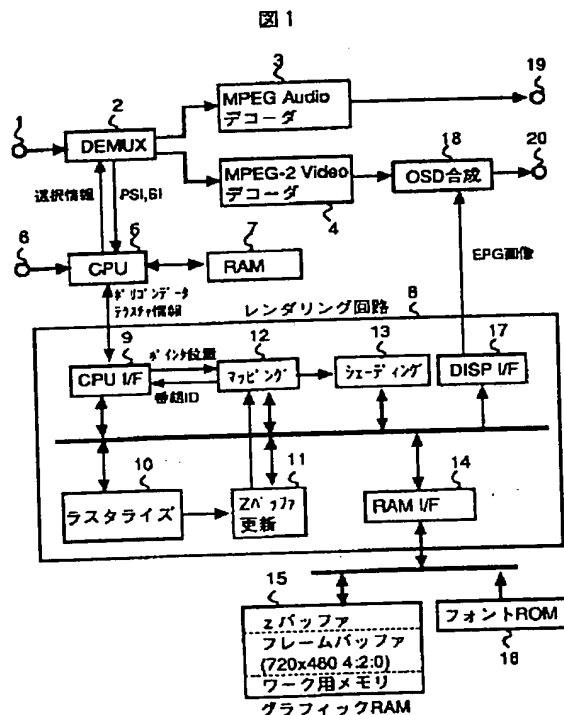 図1
3
MPEG Audio
デコーダ
19
1
2
DEMUX
MPEG-2 Video
デコーダ
4
18
OSD合成
20
選択情報
PSI,SI
6
5
CPU
7
RAM
EPG画像
ポリゴンデータ
テクスチャ情報
レンダリング回路
8
9
CPU I/F
ポインタ位置
番組ID
12
マッピング
13
シェーディング
17
DISP I/F
10
ラスタライズ
11
Zバッファ
更新
14
RAM I/F
15
zバッファ
フレームバッファ
(720x480 4:2:0)
ワーク用メモリ
グラフィックRAM
フォントROM
16